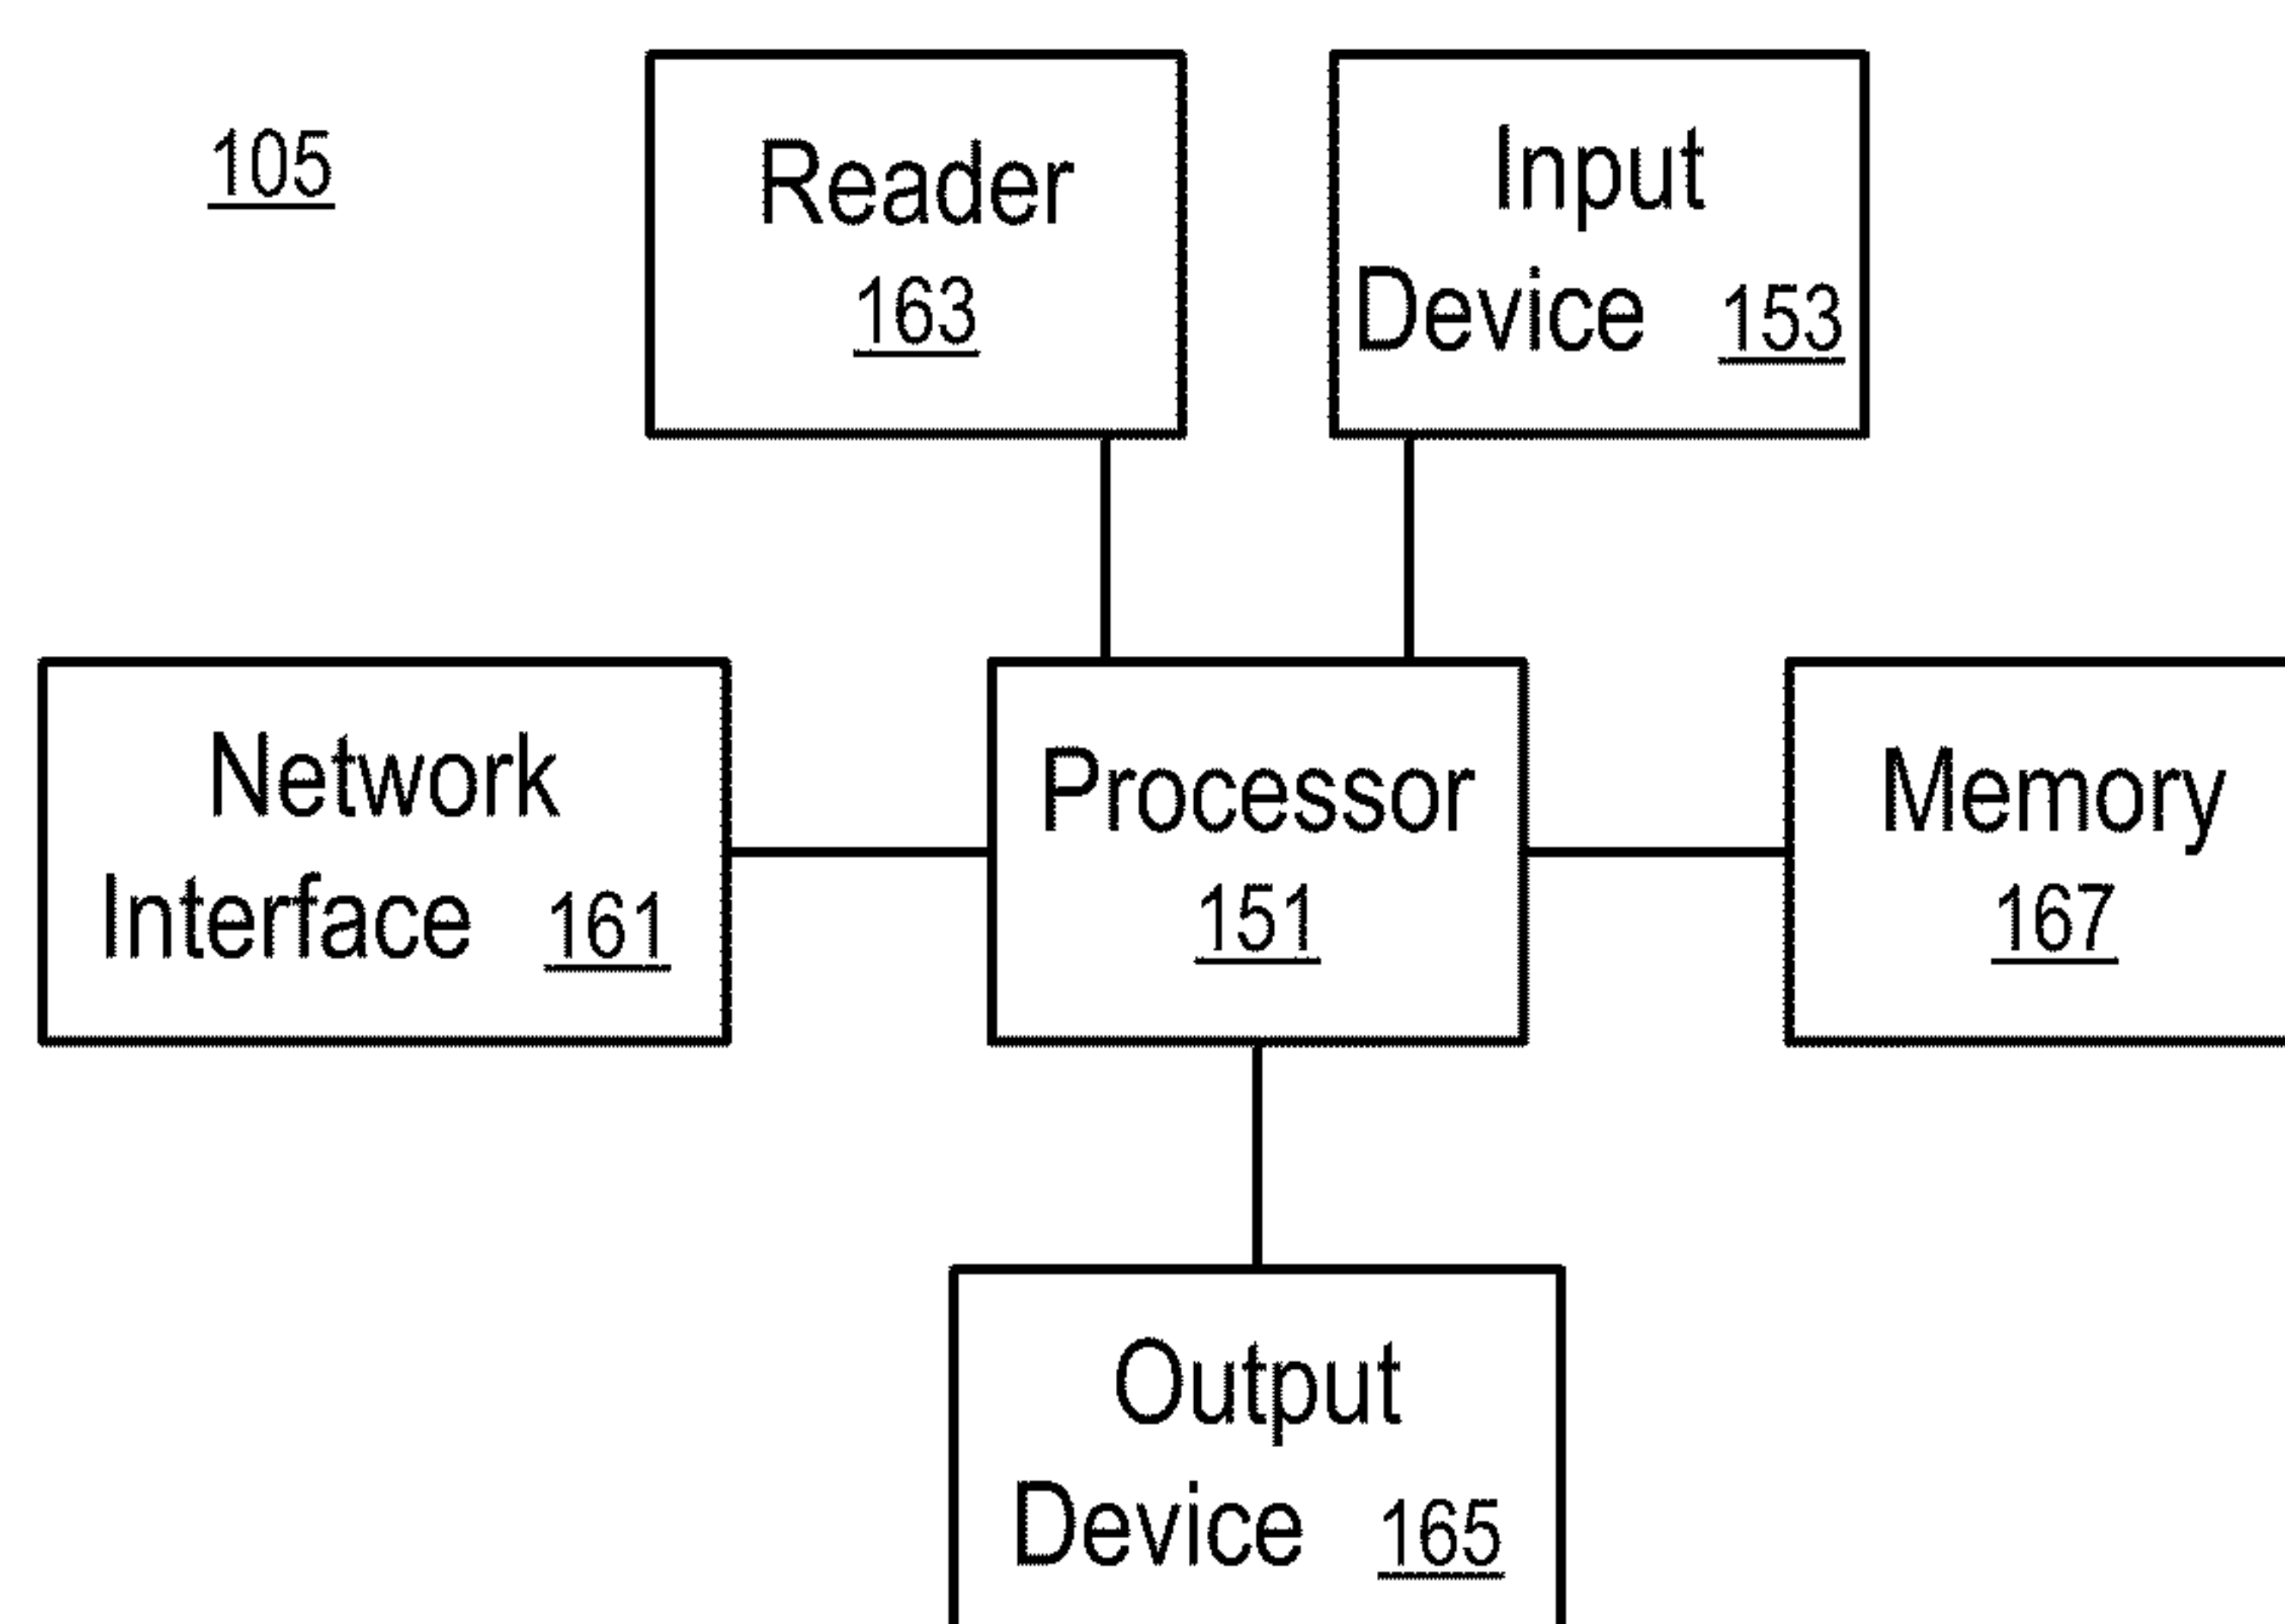 105
Reader
163
Input
Device 153
Network
Interface 161
Processor
151
Memory
167
Output
Device 165